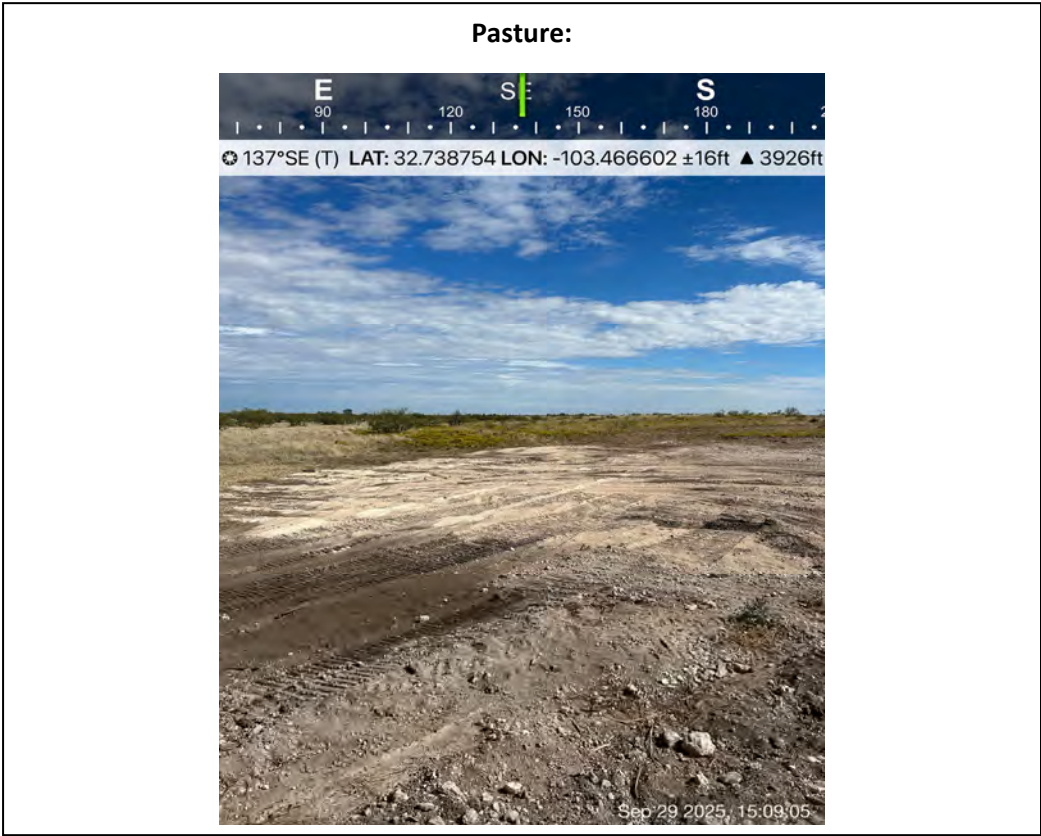 Pasture:
E SE S
90 120 150 180 2
137°SE (T) LAT: 32.738754 LON: -103.466602 ±16ft ▲ 3926ft
Sep 29 2025, 15:09:05